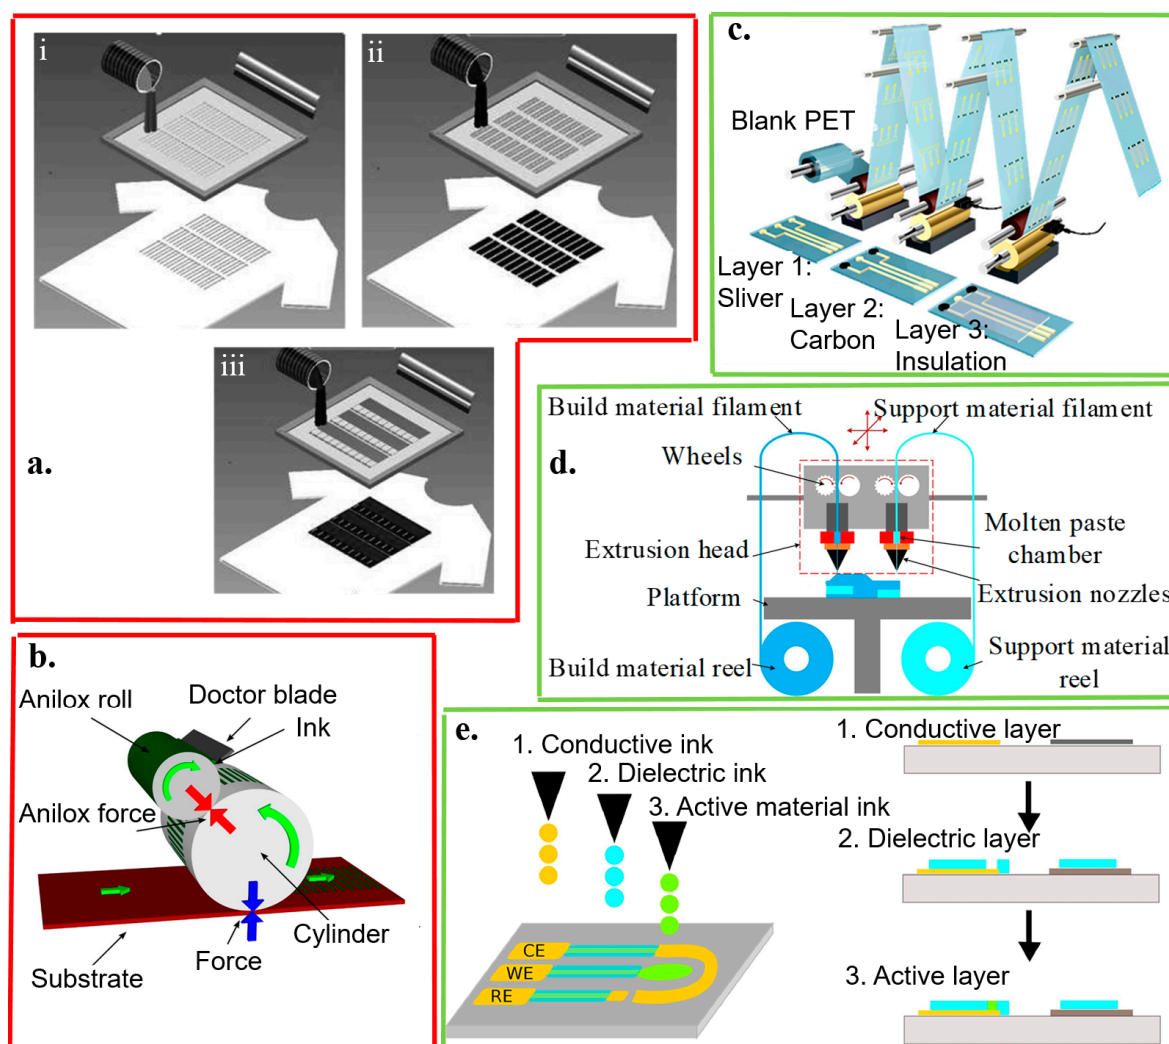 a.
i
ii
iii
b.
Anilox roll
Doctor blade
Ink
Anilox force
Substrate
Force
Cylinder
c.
Blank PET
Layer 1:
Sliver
Layer 2:
Carbon
Layer 3:
Insulation
d.
Build material filament
Support material filament
Wheels
Extrusion head
Molten paste
chamber
Platform
Extrusion nozzles
Build material reel
Support material
reel
e.
1. Conductive ink
2. Dielectric ink
3. Active material ink
CE
WE
RE
1. Conductive layer
2. Dielectric layer
3. Active layer